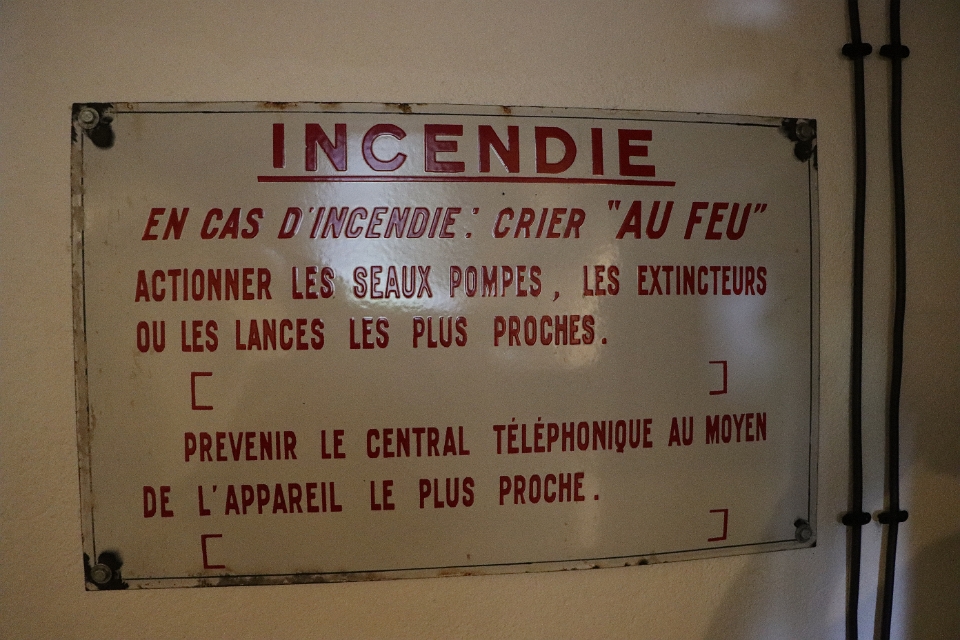 INCENDIE
EN CAS D'INCENDIE: CRIER "AU FEU"
ACTIONNER LES SEAUX POMPES, LES EXTINCTEURS
OU LES LANCES LES PLUS PROCHES.
PREVENIR LE CENTRAL TÉLÉPHONIQUE AU MOYEN
DE L'APPAREIL LE PLUS PROCHE.